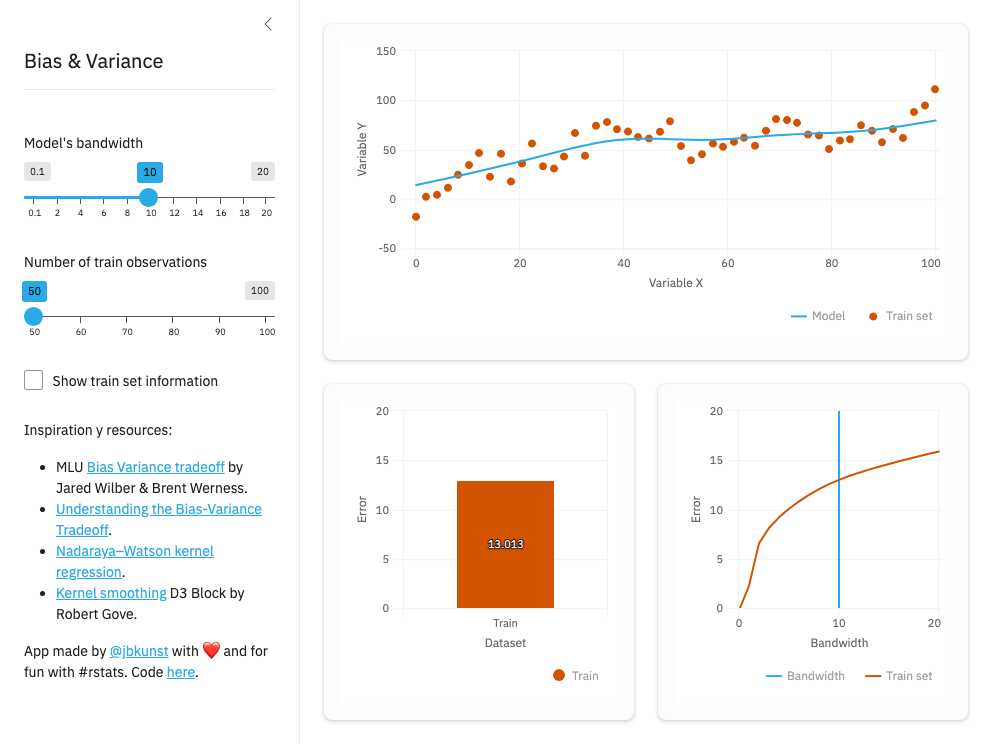 Bias & Variance
Model's bandwidth
0.1 10 20
0.1 2 4 6 8 10 12 14 16 18 20
Number of train observations
50 100
50 60 70 80 90 100
Show train set information
Inspiration y resources:
MLU Bias Variance tradeoff by
Jared Wilber & Brent Werness.
Understanding the Bias-Variance
Tradeoff.
Nadaraya–Watson kernel
regression.
Kernel smoothing D3 Block by
Robert Gove.
App made by @jbkunst with ❤️ and for
fun with #rstats. Code here.
150
100
50
0
-50
Variable Y
0 20 40 60 80 100
Variable X
Model Train set
20
15
10
5
0
Error
13.013
Train
Dataset
Train
20
15
10
5
0
Error
0 10 20
Bandwidth
Bandwidth Train set